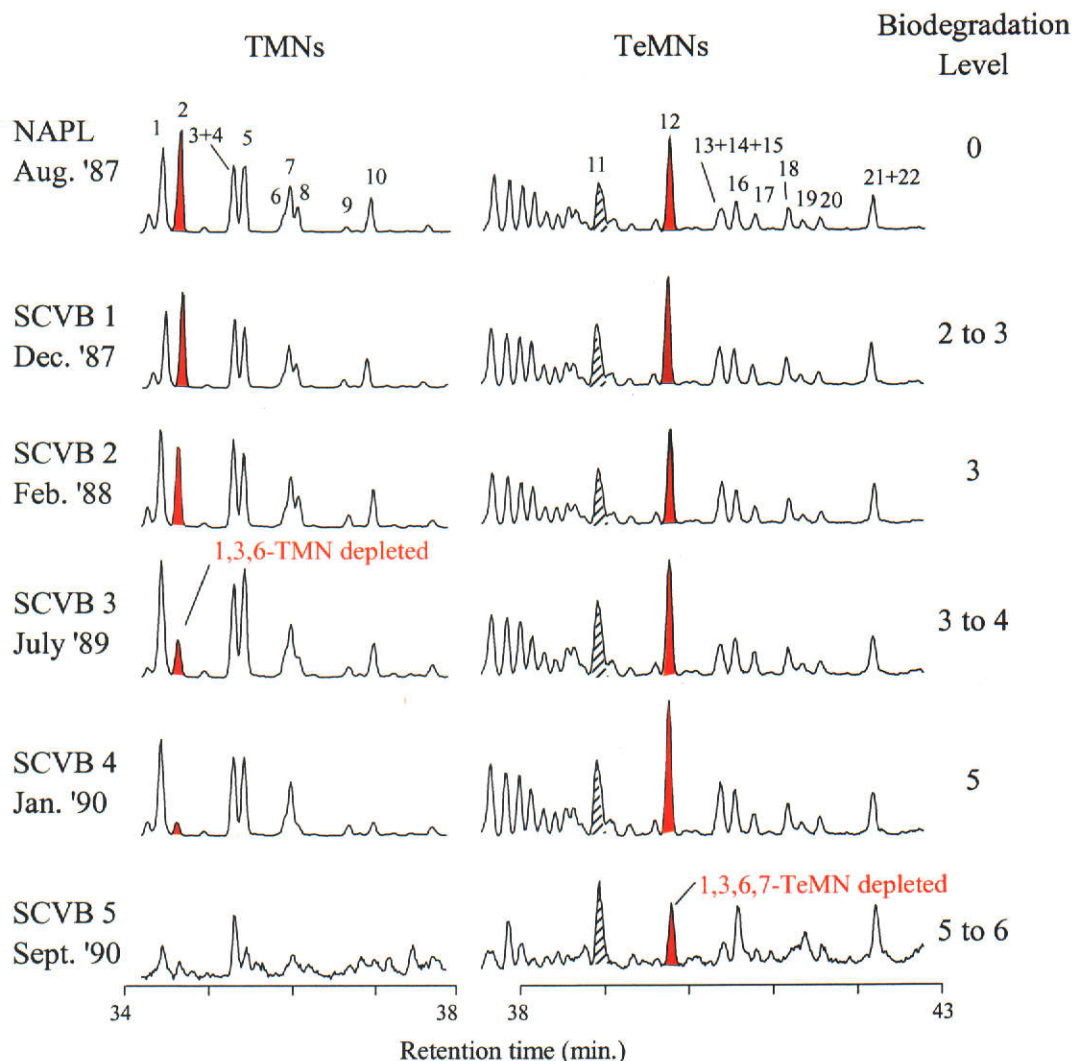 TMNs
TeMNs
Biodegradation
Level
NAPL
Aug. '87
1
2
3+4
5
6
7
8
9
10
11
12
13+14+15
16
17
18
19
20
21+22
0
SCVB 1
Dec. '87
2 to 3
SCVB 2
Feb. '88
3
1,3,6-TMN depleted
SCVB 3
July '89
3 to 4
SCVB 4
Jan. '90
5
1,3,6,7-TeMN depleted
SCVB 5
Sept. '90
5 to 6
34
38
38
43
Retention time (min.)